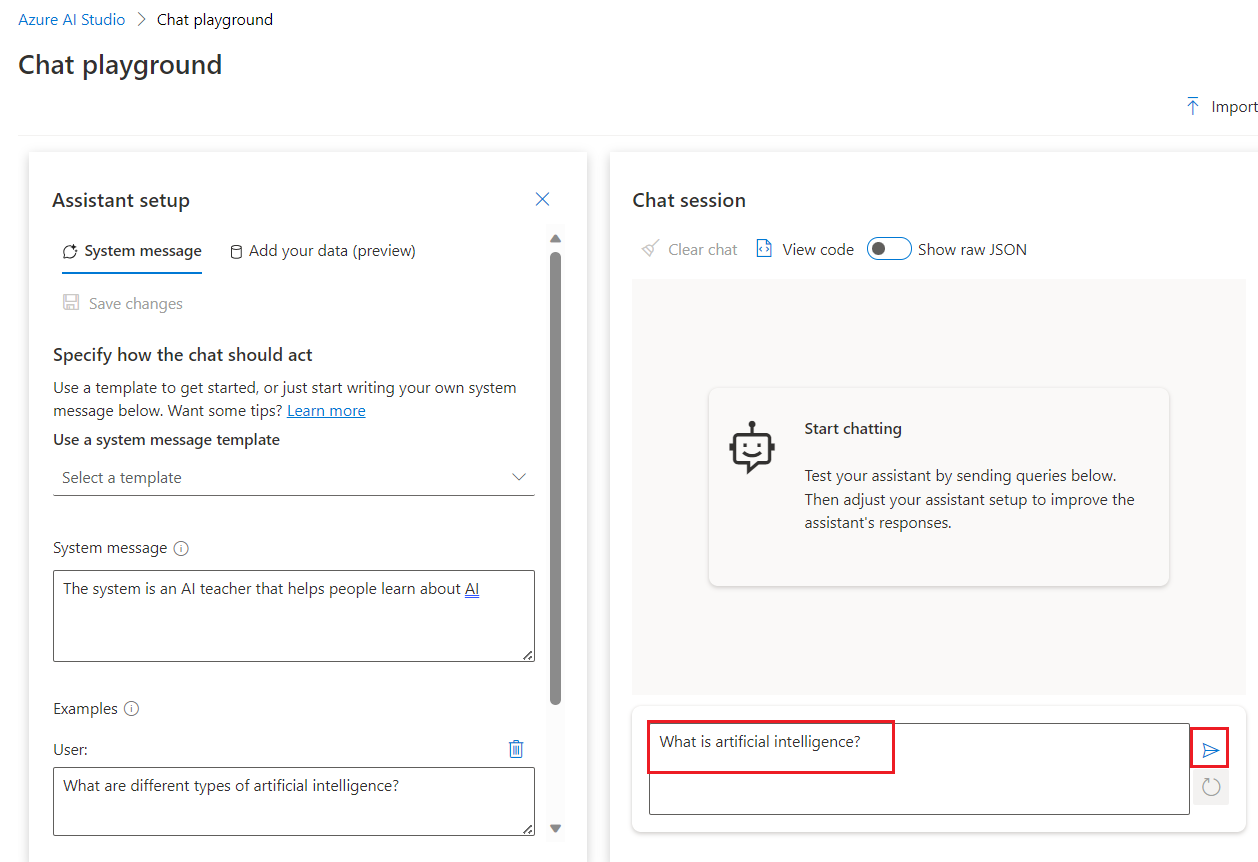 Azure AI Studio > Chat playground
Chat playground
Import
Assistant setup
System message
Add your data (preview)
Save changes
Specify how the chat should act
Use a template to get started, or just start writing your own system
message below. Want some tips? Learn more
Use a system message template
Select a template
System message
The system is an AI teacher that helps people learn about AI
Examples
User:
What are different types of artificial intelligence?
Chat session
Clear chat
View code
Show raw JSON
Start chatting
Test your assistant by sending queries below.
Then adjust your assistant setup to improve the
assistant's responses.
What is artificial intelligence?